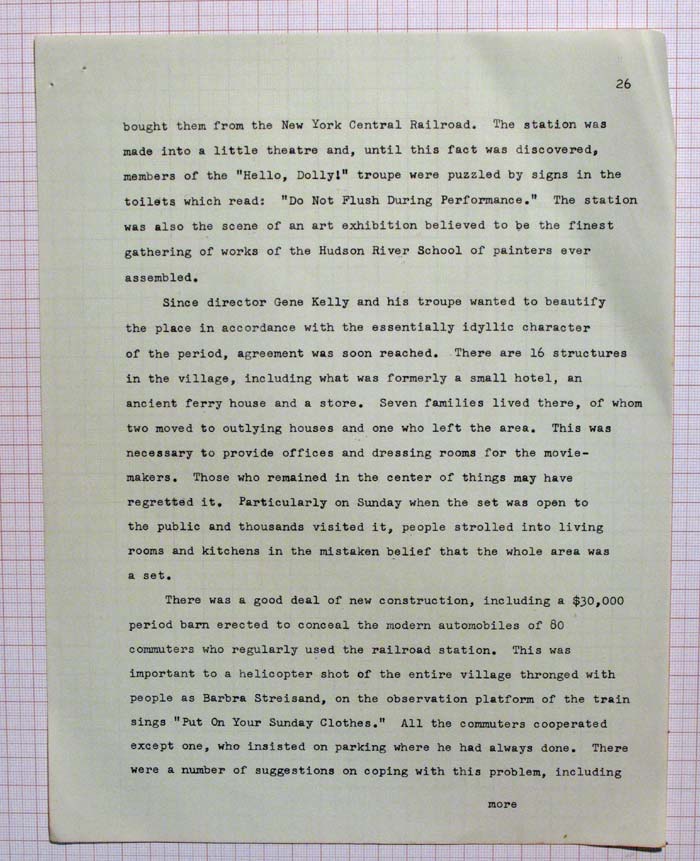 26
bought them from the New York Central Railroad. The station was
made into a little theatre and, until this fact was discovered,
members of the "Hello, Dolly!" troupe were puzzled by signs in the
toilets which read: "Do Not Flush During Performance." The station
was also the scene of an art exhibition believed to be the finest
gathering of works of the Hudson River School of painters ever
assembled.
Since director Gene Kelly and his troupe wanted to beautify
the place in accordance with the essentially idyllic character
of the period, agreement was soon reached. There are 16 structures
in the village, including what was formerly a small hotel, an
ancient ferry house and a store. Seven families lived there, of whom
two moved to outlying houses and one who left the area. This was
necessary to provide offices and dressing rooms for the movie-
makers. Those who remained in the center of things may have
regretted it. Particularly on Sunday when the set was open to
the public and thousands visited it, people strolled into living
rooms and kitchens in the mistaken belief that the whole area was
a set.
There was a good deal of new construction, including a $30,000
period barn erected to conceal the modern automobiles of 80
commuters who regularly used the railroad station. This was
important to a helicopter shot of the entire village thronged with
people as Barbra Streisand, on the observation platform of the train
sings "Put On Your Sunday Clothes." All the commuters cooperated
except one, who insisted on parking where he had always done. There
were a number of suggestions on coping with this problem, including
more